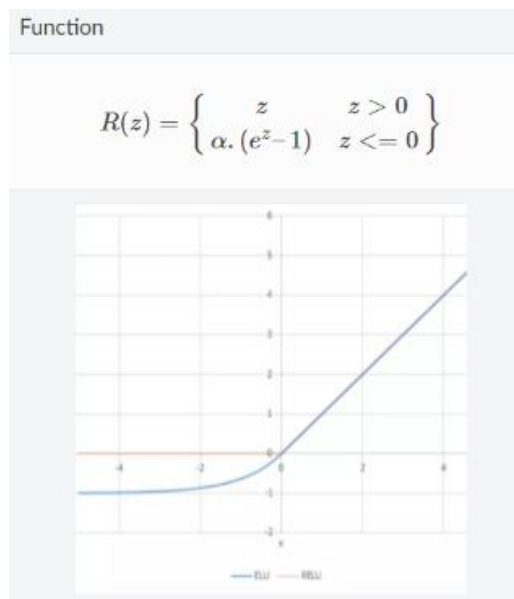 Function
R(z) = { z z > 0 }
α. (e^z – 1) z <= 0
6
5
4
3
2
1
0
-4 -2 0 2 4
-1
-2
x
ELU RELU